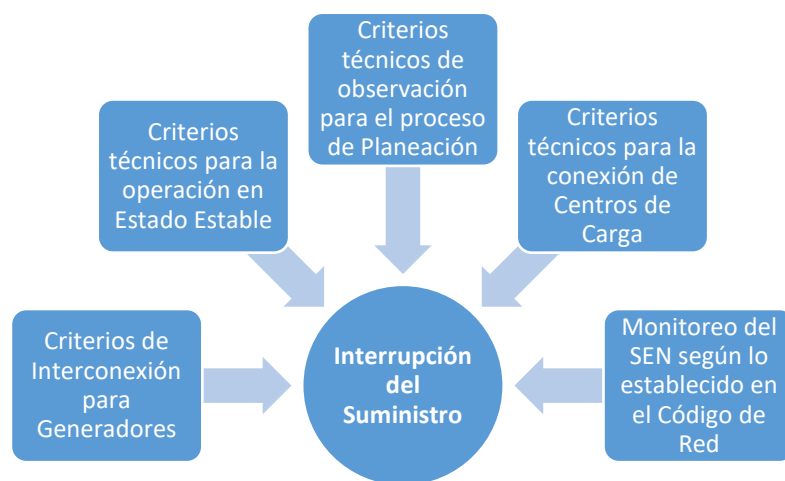 Criterios
técnicos de
observación
para el proceso
de Planeación
Criterios
técnicos para la
operación en
Estado Estable
Criterios
técnicos para la
conexión de
Centros de
Carga
Criterios de
Interconexión
para
Generadores
Interrupción
del
Suministro
Monitoreo del
SEN según lo
establecido en
el Código de
Red